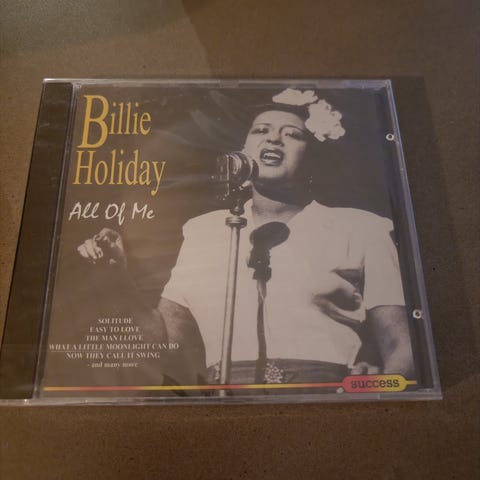 Billie
Holiday
All Of Me
SOLITUDE
EASY TO LOVE
THE MAN I LOVE
WHAT A LITTLE MOONLIGHT CAN DO
NOW THEY CALL IT SWING
- and many more
success